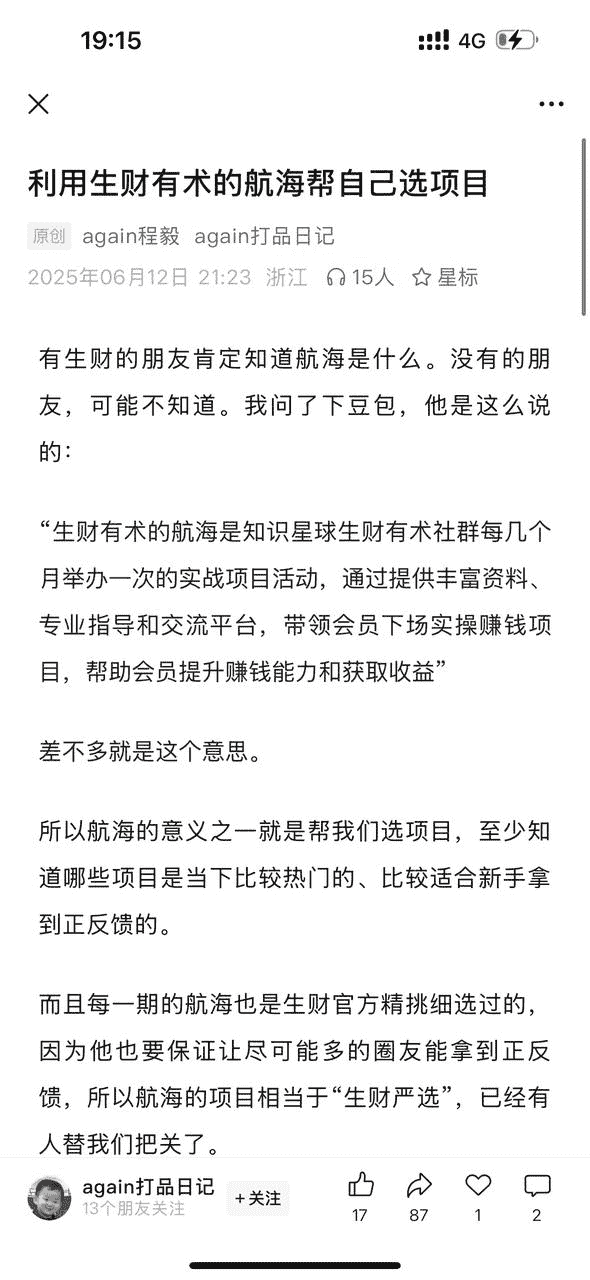 19:15
4G
利用生财有术的航海帮自己选项目
原创 again程毅 again打品日记
2025年06月12日 21:23 浙江 15人 星标
有生财的朋友肯定知道航海是什么。没有的朋
友，可能不知道。我问了下豆包，他是这么说
的：
“生财有术的航海是知识星球生财有术社群每几个
月举办一次的实战项目活动，通过提供丰富资料、
专业指导和交流平台，带领会员下场实操赚钱项
目，帮助会员提升赚钱能力和获取收益”
差不多就是这个意思。
所以航海的意义之一就是帮我们选项目，至少知
道哪些项目是当下比较热门的、比较适合新手拿
到正反馈的。
而且每一期的航海也是生财官方精挑细选过的，
因为他也要保证让尽可能多的圈友能拿到正反
馈，所以航海的项目相当于“生财严选”，已经有
人替我们把关了。
again打品日记
13个朋友关注
+关注
17 87 1 2